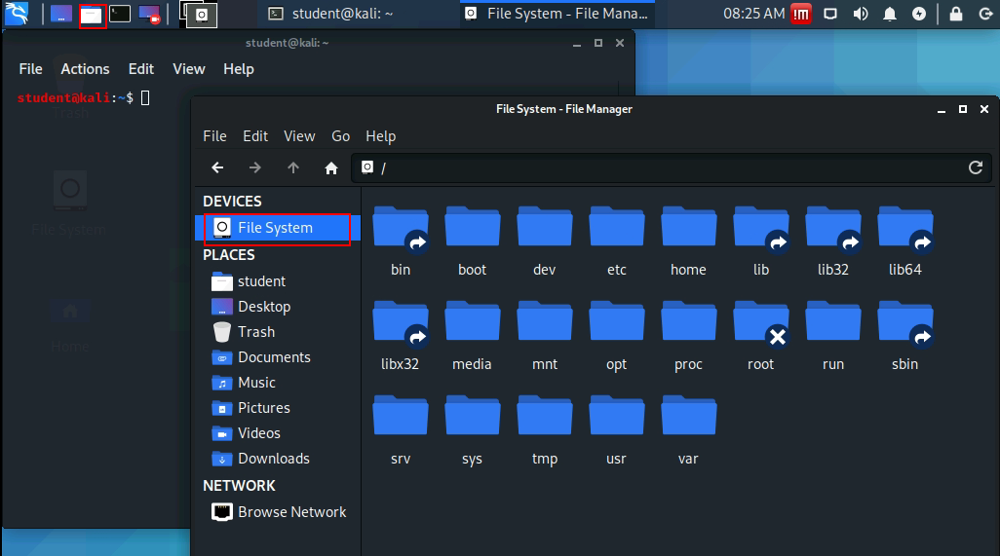 student@kali: ~
File System - File Mana...
08:25 AM
student@kali: ~
File Actions Edit View Help
student@kali:~$
Trash
File System
Home
File System - File Manager
File Edit View Go Help
/
DEVICES
File System
PLACES
student
Desktop
Trash
Documents
Music
Pictures
Videos
Downloads
NETWORK
Browse Network
bin boot dev etc home lib lib32 lib64
libx32 media mnt opt proc root run sbin
srv sys tmp usr var